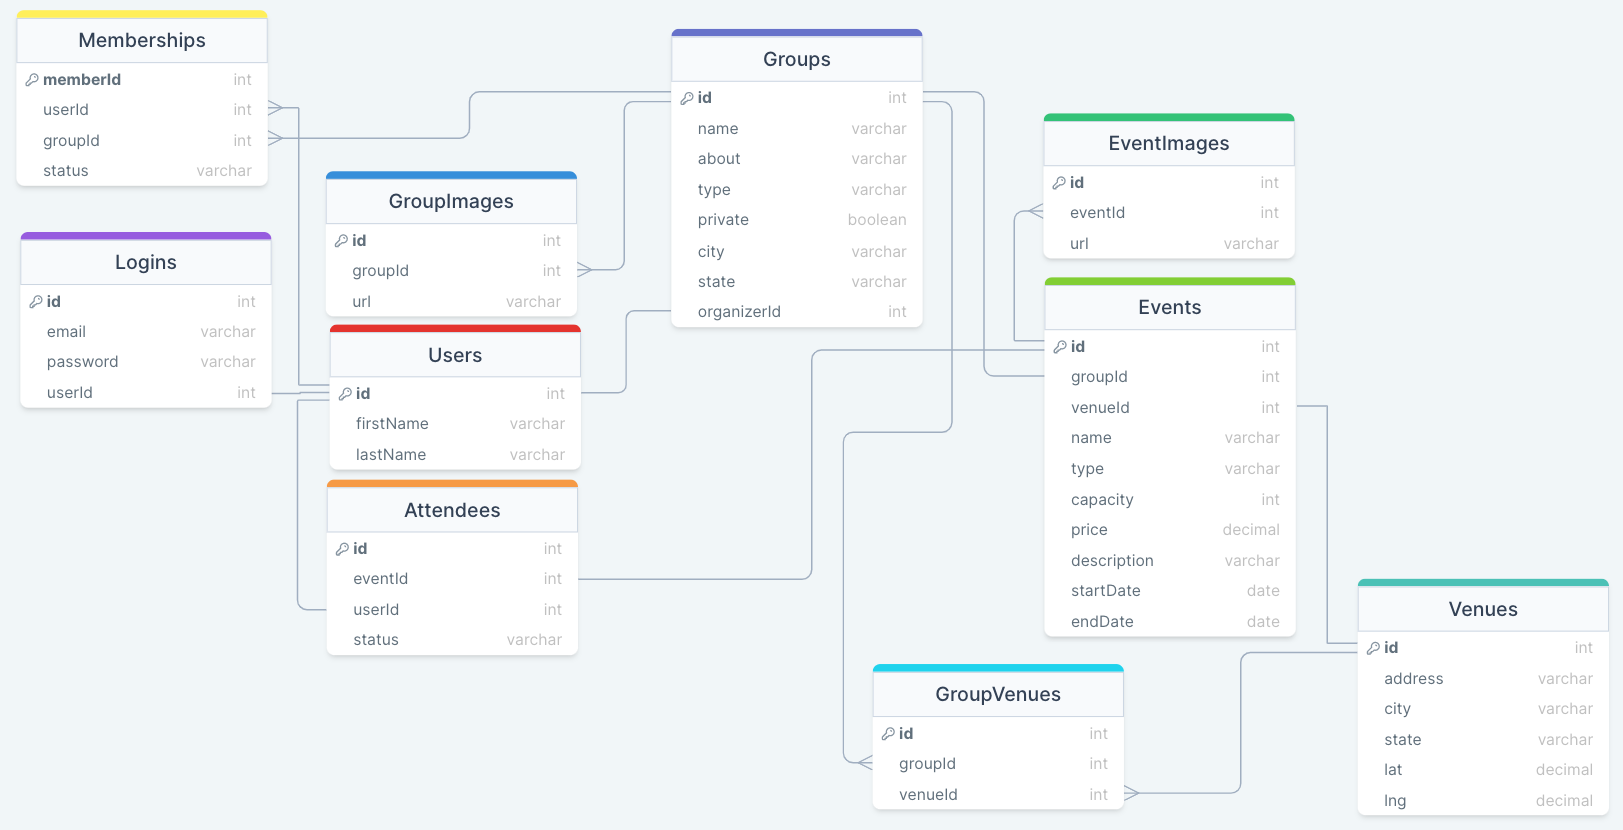 Memberships
memberId int
userId int
groupId int
status varchar
Logins
id int
email varchar
password varchar
userId int
GroupImages
id int
groupId int
url varchar
Users
id int
firstName varchar
lastName varchar
Attendees
id int
eventId int
userId int
status varchar
Groups
id int
name varchar
about varchar
type varchar
private boolean
city varchar
state varchar
organizerId int
EventImages
id int
eventId int
url varchar
Events
id int
groupId int
venueId int
name varchar
type varchar
capacity int
price decimal
description varchar
startDate date
endDate date
GroupVenues
id int
groupId int
venueId int
Venues
id int
address varchar
city varchar
state varchar
lat decimal
lng decimal